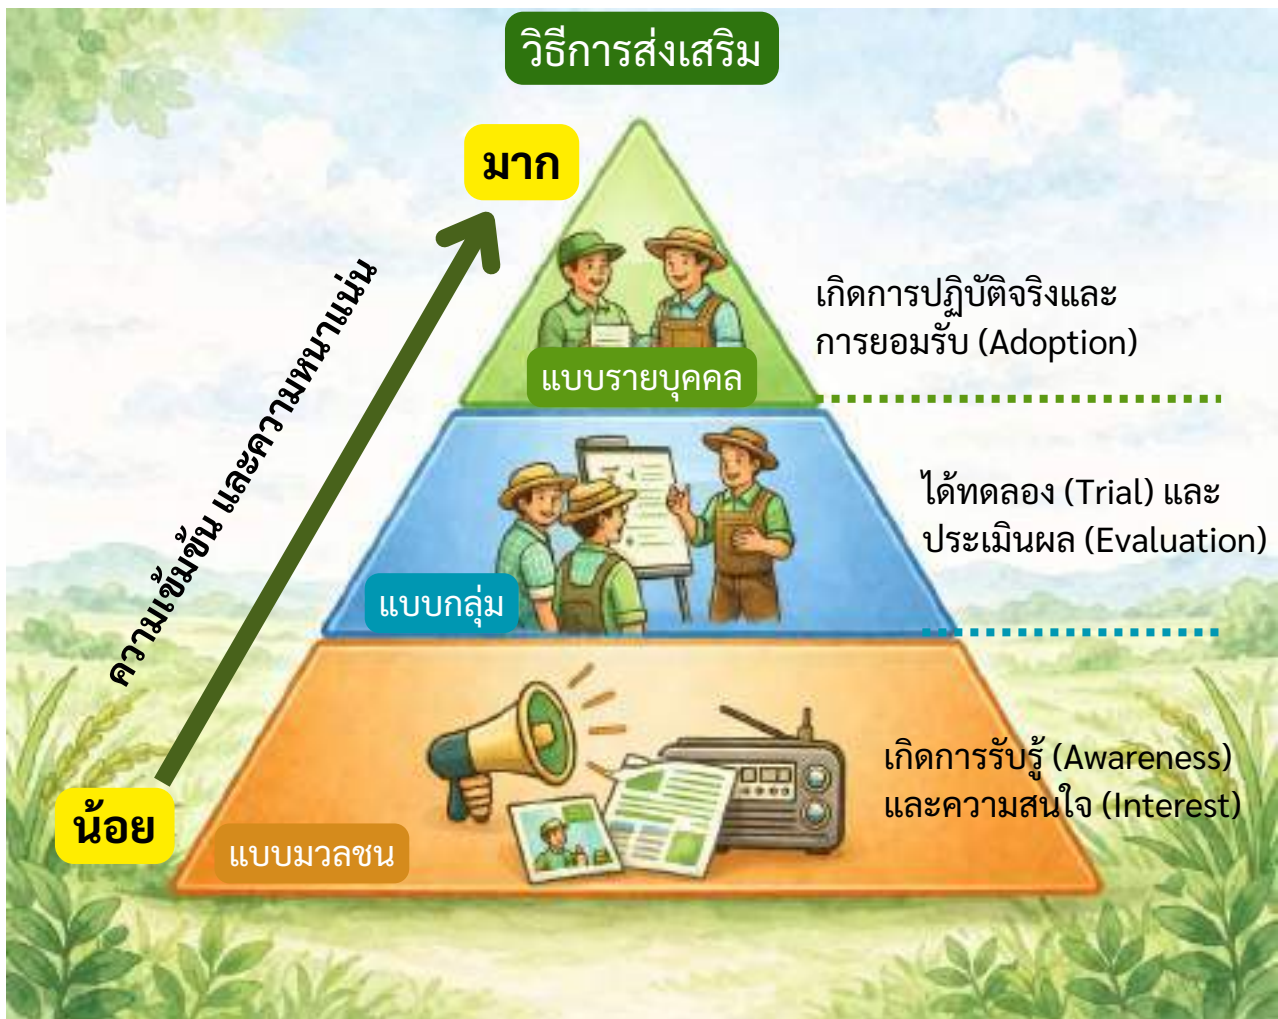 วิธีการส่งเสริม
มาก
ความเข้มข้น และความหนาแน่น
น้อย
เกิดการปฏิบัติจริงและ
การยอมรับ (Adoption)
แบบรายบุคคล
ได้ทดลอง (Trial) และ
ประเมินผล (Evaluation)
แบบกลุ่ม
เกิดการรับรู้ (Awareness)
และความสนใจ (Interest)
แบบมวลชน